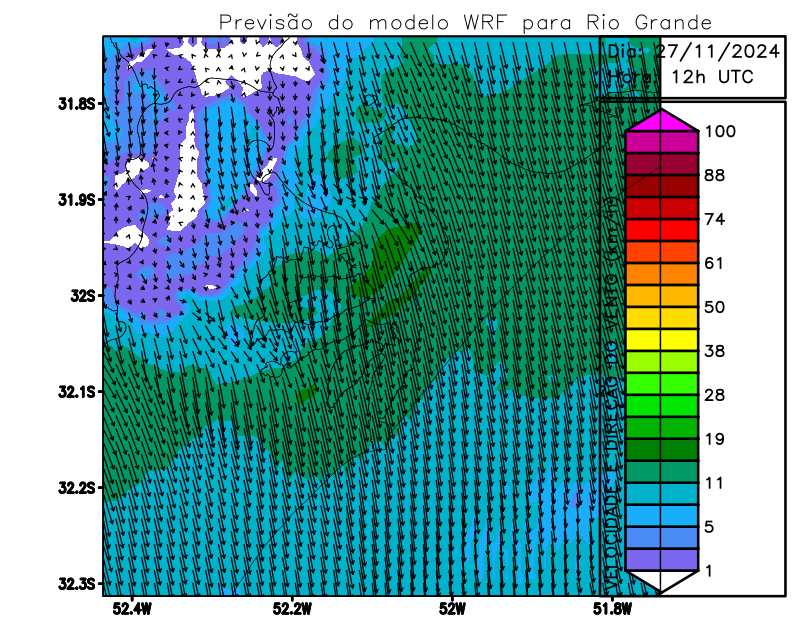 Previsão do modelo WRF para Rio Grande
Dia: 27/11/2024
Hora: 12h UTC
31.8S
31.9S
32S
32.1S
32.2S
32.3S
52.4W
52.2W
52W
51.8W
VELOCIDADE E DIREÇÃO DO VENTO (km/h)
100
88
74
61
50
38
28
19
11
5
1